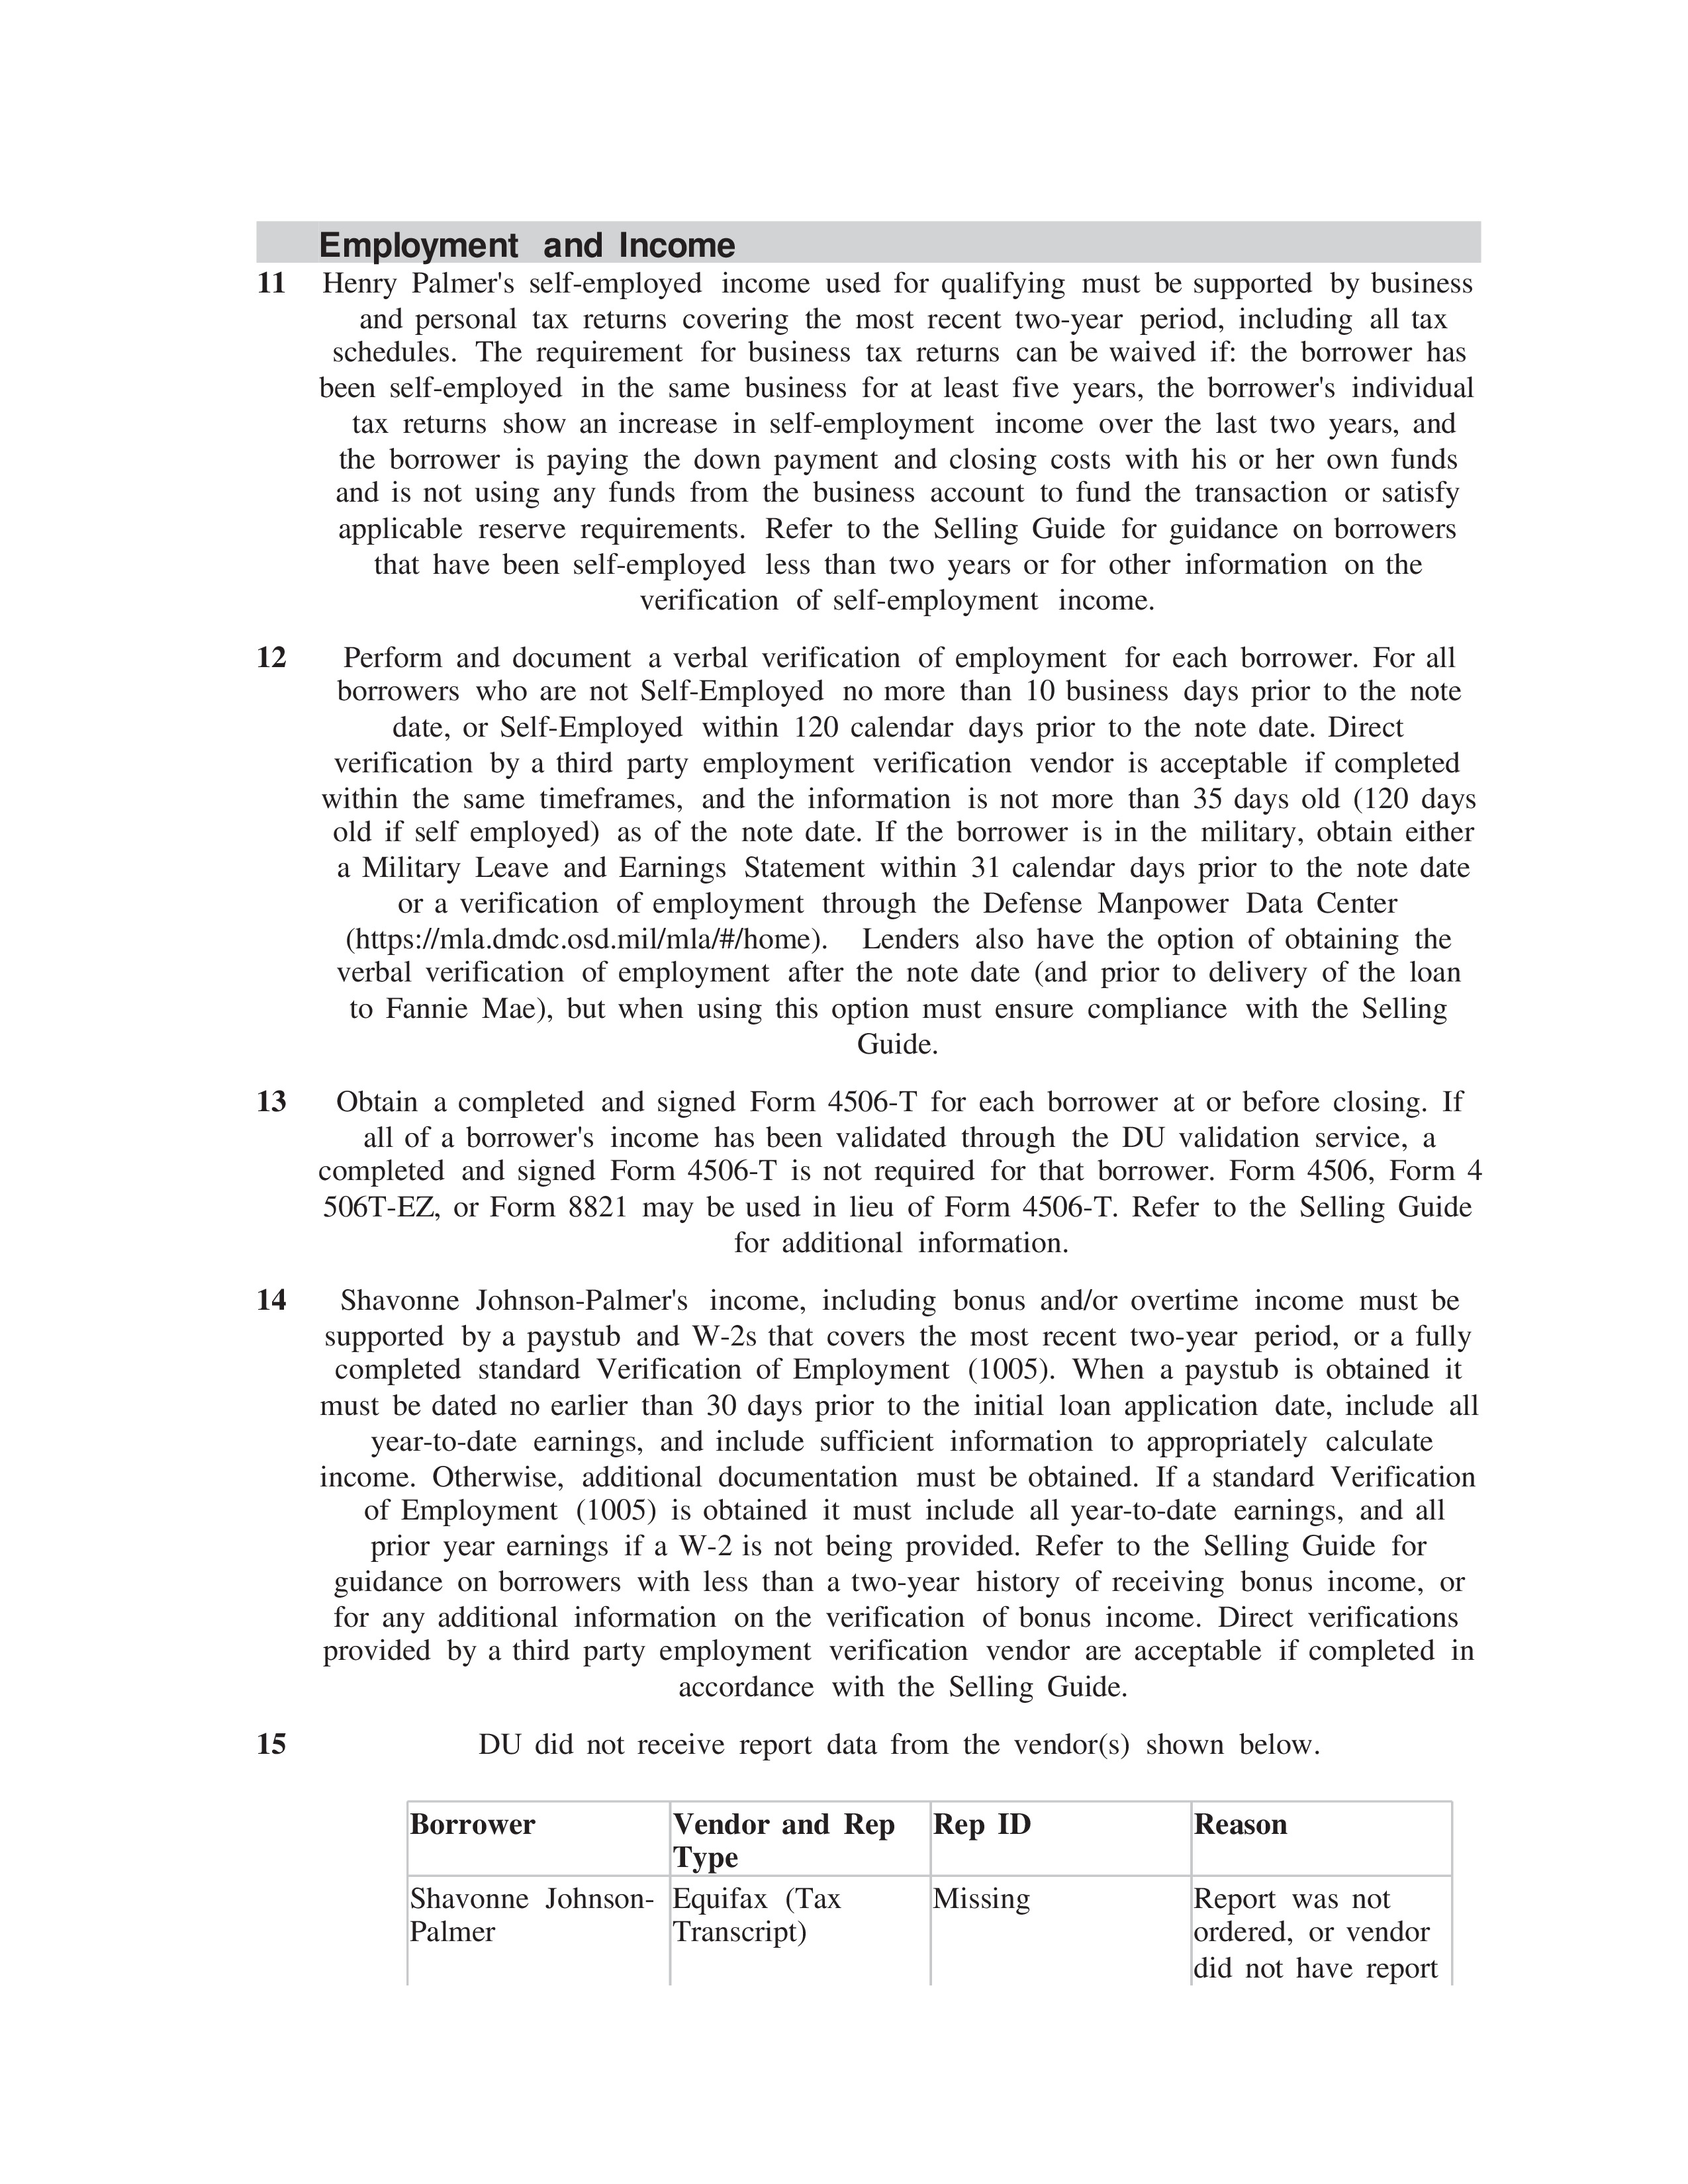 Employment and Income
11 Henry Palmer's self-employed income used for qualifying must be supported by business
and personal tax returns covering the most recent two-year period, including all tax
schedules. The requirement for business tax returns can be waived if: the borrower has
been self-employed in the same business for at least five years, the borrower's individual
tax returns show an increase in self-employment income over the last two years, and
the borrower is paying the down payment and closing costs with his or her own funds
and is not using any funds from the business account to fund the transaction or satisfy
applicable reserve requirements. Refer to the Selling Guide for guidance on borrowers
that have been self-employed less than two years or for other information on the
verification of self-employment income.
12 Perform and document a verbal verification of employment for each borrower. For all
borrowers who are not Self-Employed no more than 10 business days prior to the note
date, or Self-Employed within 120 calendar days prior to the note date. Direct
verification by a third party employment verification vendor is acceptable if completed
within the same timeframes, and the information is not more than 35 days old (120 days
old if self employed) as of the note date. If the borrower is in the military, obtain either
a Military Leave and Earnings Statement within 31 calendar days prior to the note date
or a verification of employment through the Defense Manpower Data Center
(https://mla.dmdc.osd.mil/mla/#/home). Lenders also have the option of obtaining the
verbal verification of employment after the note date (and prior to delivery of the loan
to Fannie Mae), but when using this option must ensure compliance with the Selling
Guide.
13 Obtain a completed and signed Form 4506-T for each borrower at or before closing. If
all of a borrower's income has been validated through the DU validation service, a
completed and signed Form 4506-T is not required for that borrower. Form 4506, Form 4
506T-EZ, or Form 8821 may be used in lieu of Form 4506-T. Refer to the Selling Guide
for additional information.
14 Shavonne Johnson-Palmer's income, including bonus and/or overtime income must be
supported by a paystub and W-2s that covers the most recent two-year period, or a fully
completed standard Verification of Employment (1005). When a paystub is obtained it
must be dated no earlier than 30 days prior to the initial loan application date, include all
year-to-date earnings, and include sufficient information to appropriately calculate
income. Otherwise, additional documentation must be obtained. If a standard Verification
of Employment (1005) is obtained it must include all year-to-date earnings, and all
prior year earnings if a W-2 is not being provided. Refer to the Selling Guide for
guidance on borrowers with less than a two-year history of receiving bonus income, or
for any additional information on the verification of bonus income. Direct verifications
provided by a third party employment verification vendor are acceptable if completed in
accordance with the Selling Guide.
15 DU did not receive report data from the vendor(s) shown below.
Borrower
Vendor and Rep
Type
Rep ID
Reason
Shavonne Johnson-
Palmer
Equifax (Tax
Transcript)
Missing
Report was not
ordered, or vendor
did not have report